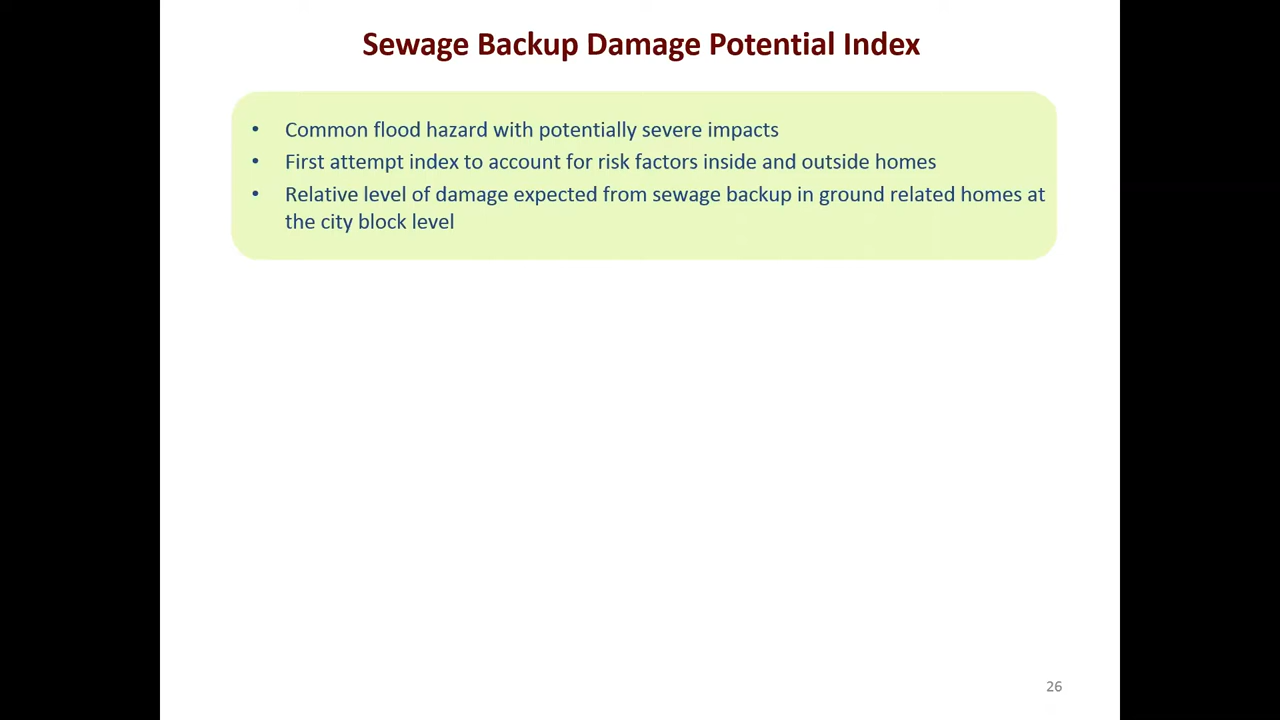 Sewage Backup Damage Potential Index
• Common flood hazard with potentially severe impacts
• First attempt index to account for risk factors inside and outside homes
• Relative level of damage expected from sewage backup in ground related homes at
the city block level
26